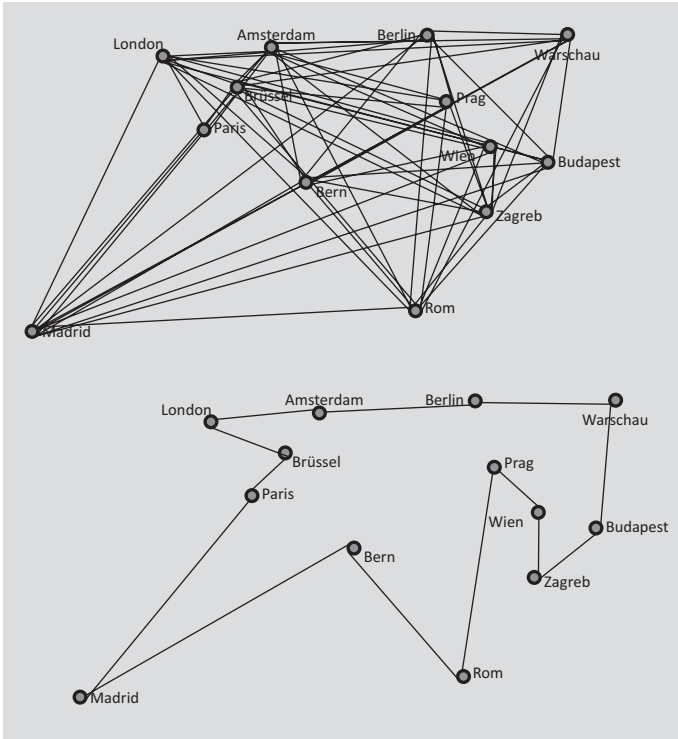 London
Amsterdam
Berlin
Warschau
Brüssel
Prag
Paris
Wien
Budapest
Bern
Zagreb
Rom
Madrid
London
Amsterdam
Berlin
Warschau
Brüssel
Prag
Paris
Wien
Budapest
Bern
Zagreb
Rom
Madrid